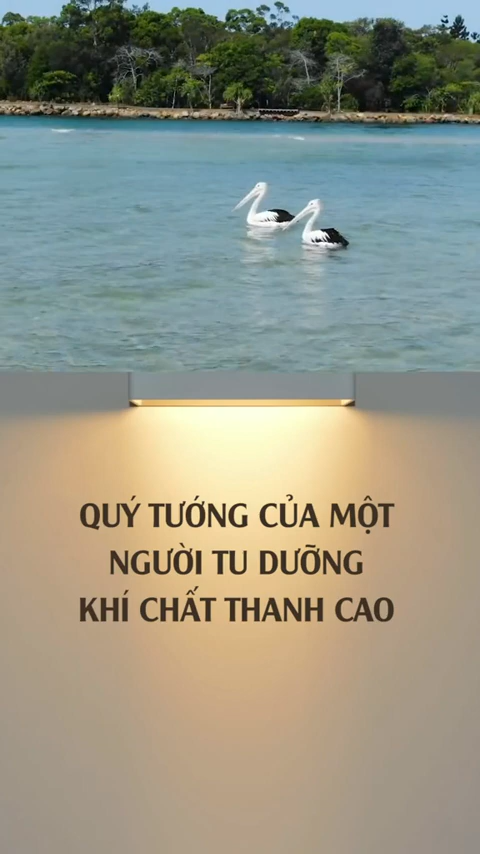 QUÝ TƯỚNG CỦA MỘT
NGƯỜI TU DƯỠNG
KHÍ CHẤT THANH CAO